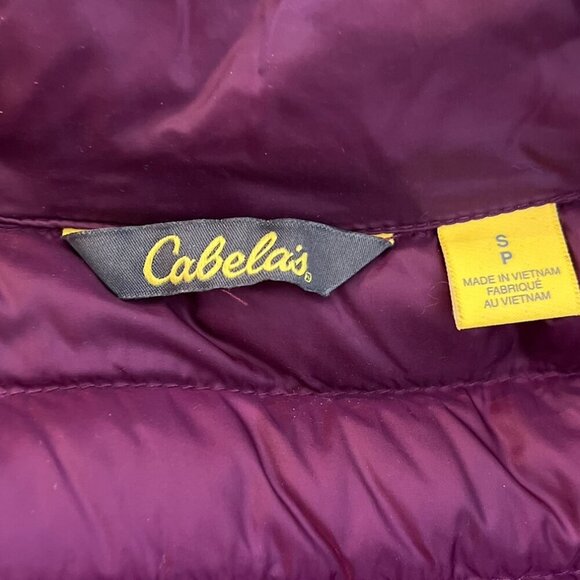 Cabela's
S
P
MADE IN VIETNAM
FABRIQUÉ
AU VIETNAM